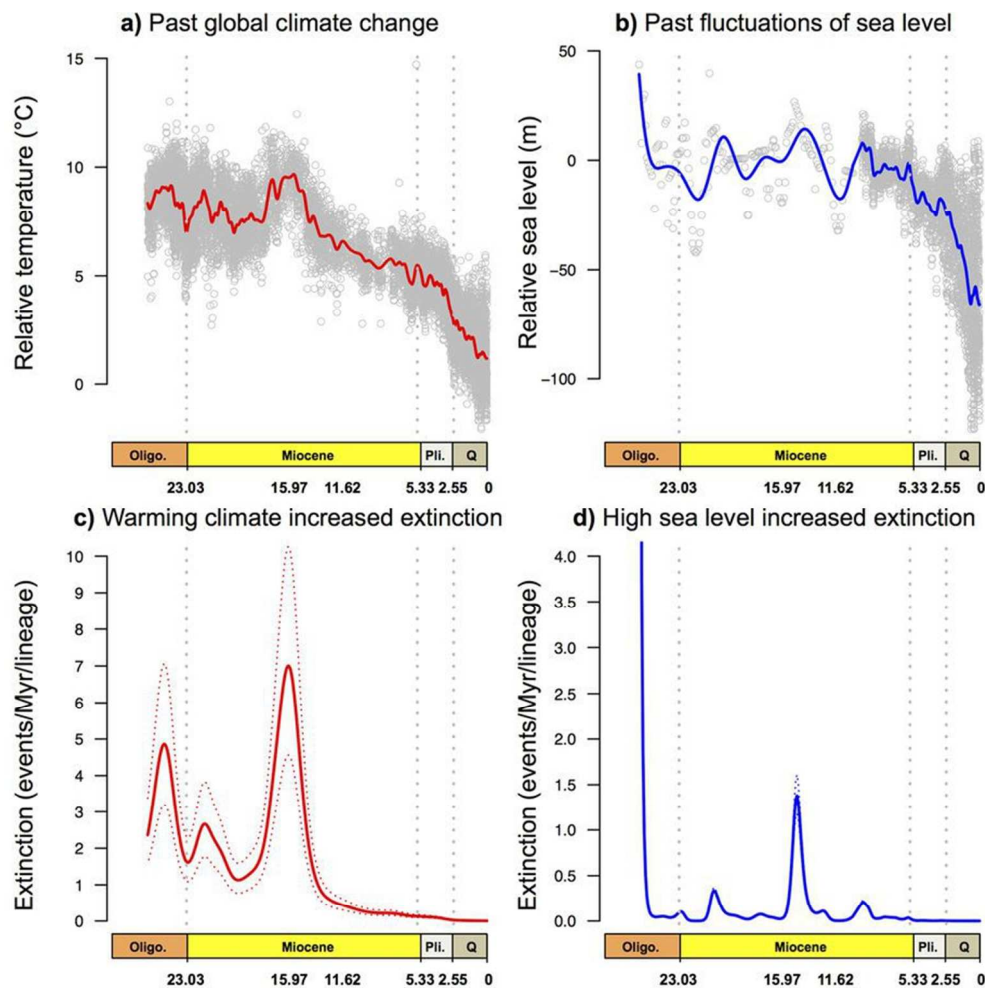 a) Past global climate change
Relative temperature (°C)
15
10
5
0
Oligo.
Miocene
Pli.
Q
23.03
15.97
11.62
5.33
2.55
0
b) Past fluctuations of sea level
Relative sea level (m)
50
0
−50
−100
Oligo.
Miocene
Pli.
Q
23.03
15.97
11.62
5.33
2.55
0
c) Warming climate increased extinction
Extinction (events/Myr/lineage)
10
9
8
7
6
5
4
3
2
1
0
Oligo.
Miocene
Pli.
Q
23.03
15.97
11.62
5.33
2.55
0
d) High sea level increased extinction
Extinction (events/Myr/lineage)
4.0
3.5
3.0
2.5
2.0
1.5
1.0
0.5
0.0
Oligo.
Miocene
Pli.
Q
23.03
15.97
11.62
5.33
2.55
0